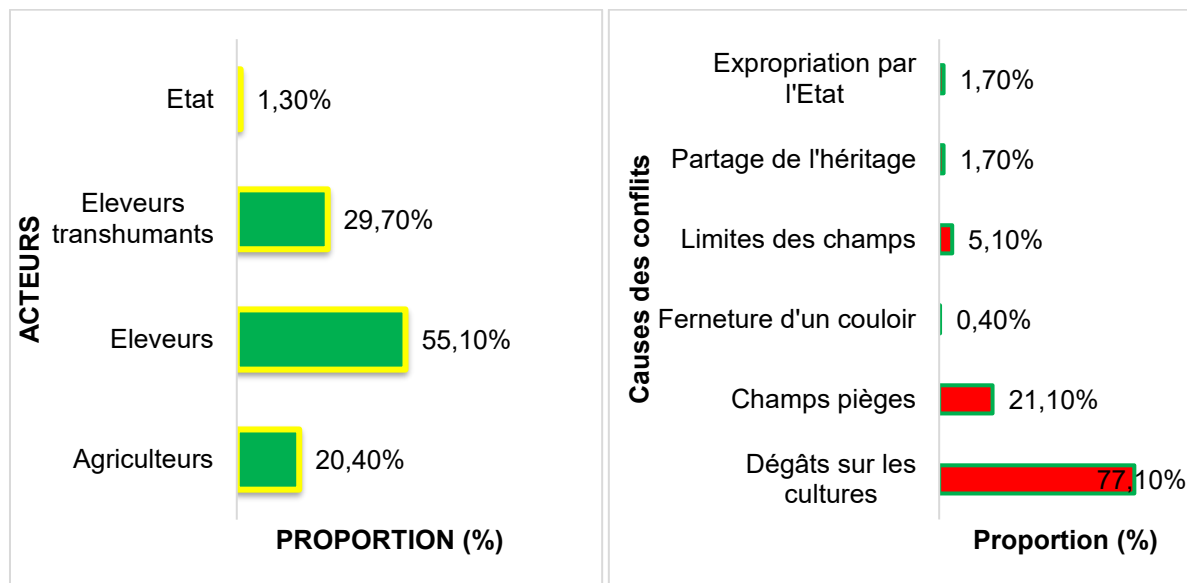 ACTEURS
Etat
1,30%
Eleveurs
transhumants
29,70%
Eleveurs
55,10%
Agriculteurs
20,40%
PROPORTION (%)
Causes des conflits
Expropriation par
l'Etat
1,70%
Partage de l'héritage
1,70%
Limites des champs
5,10%
Ferneture d'un couloir
0,40%
Champs pièges
21,10%
Dégâts sur les
cultures
77,10%
Proportion (%)